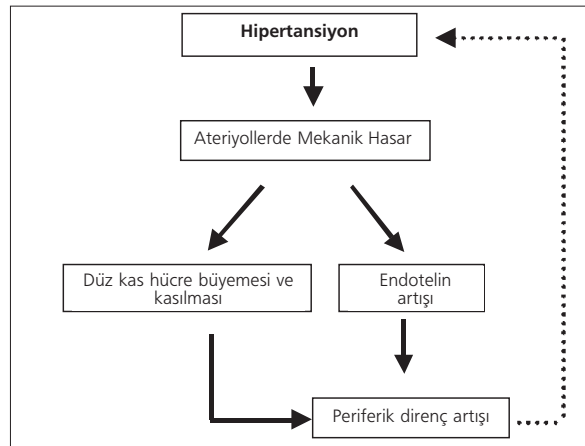 Hipertansiyon
Ateriyollerde Mekanik Hasar
Düz kas hücre büyemesi ve
kasılması
Endotelin
artışı
Periferik direnç artışı